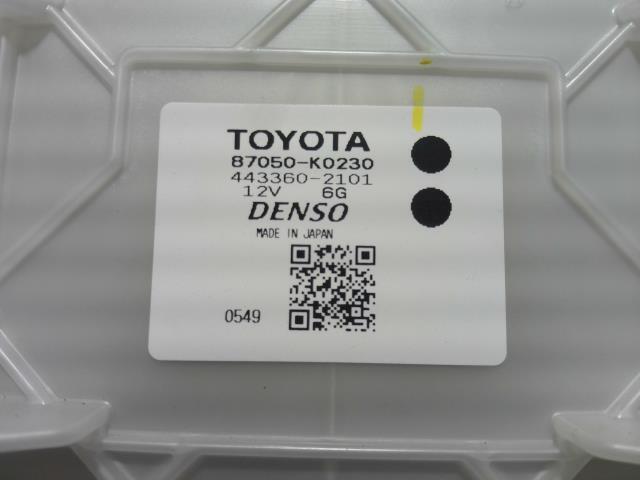 TOYOTA
87050-K0230
443360-2101
12V 6G
DENSO
MADE IN JAPAN
0549